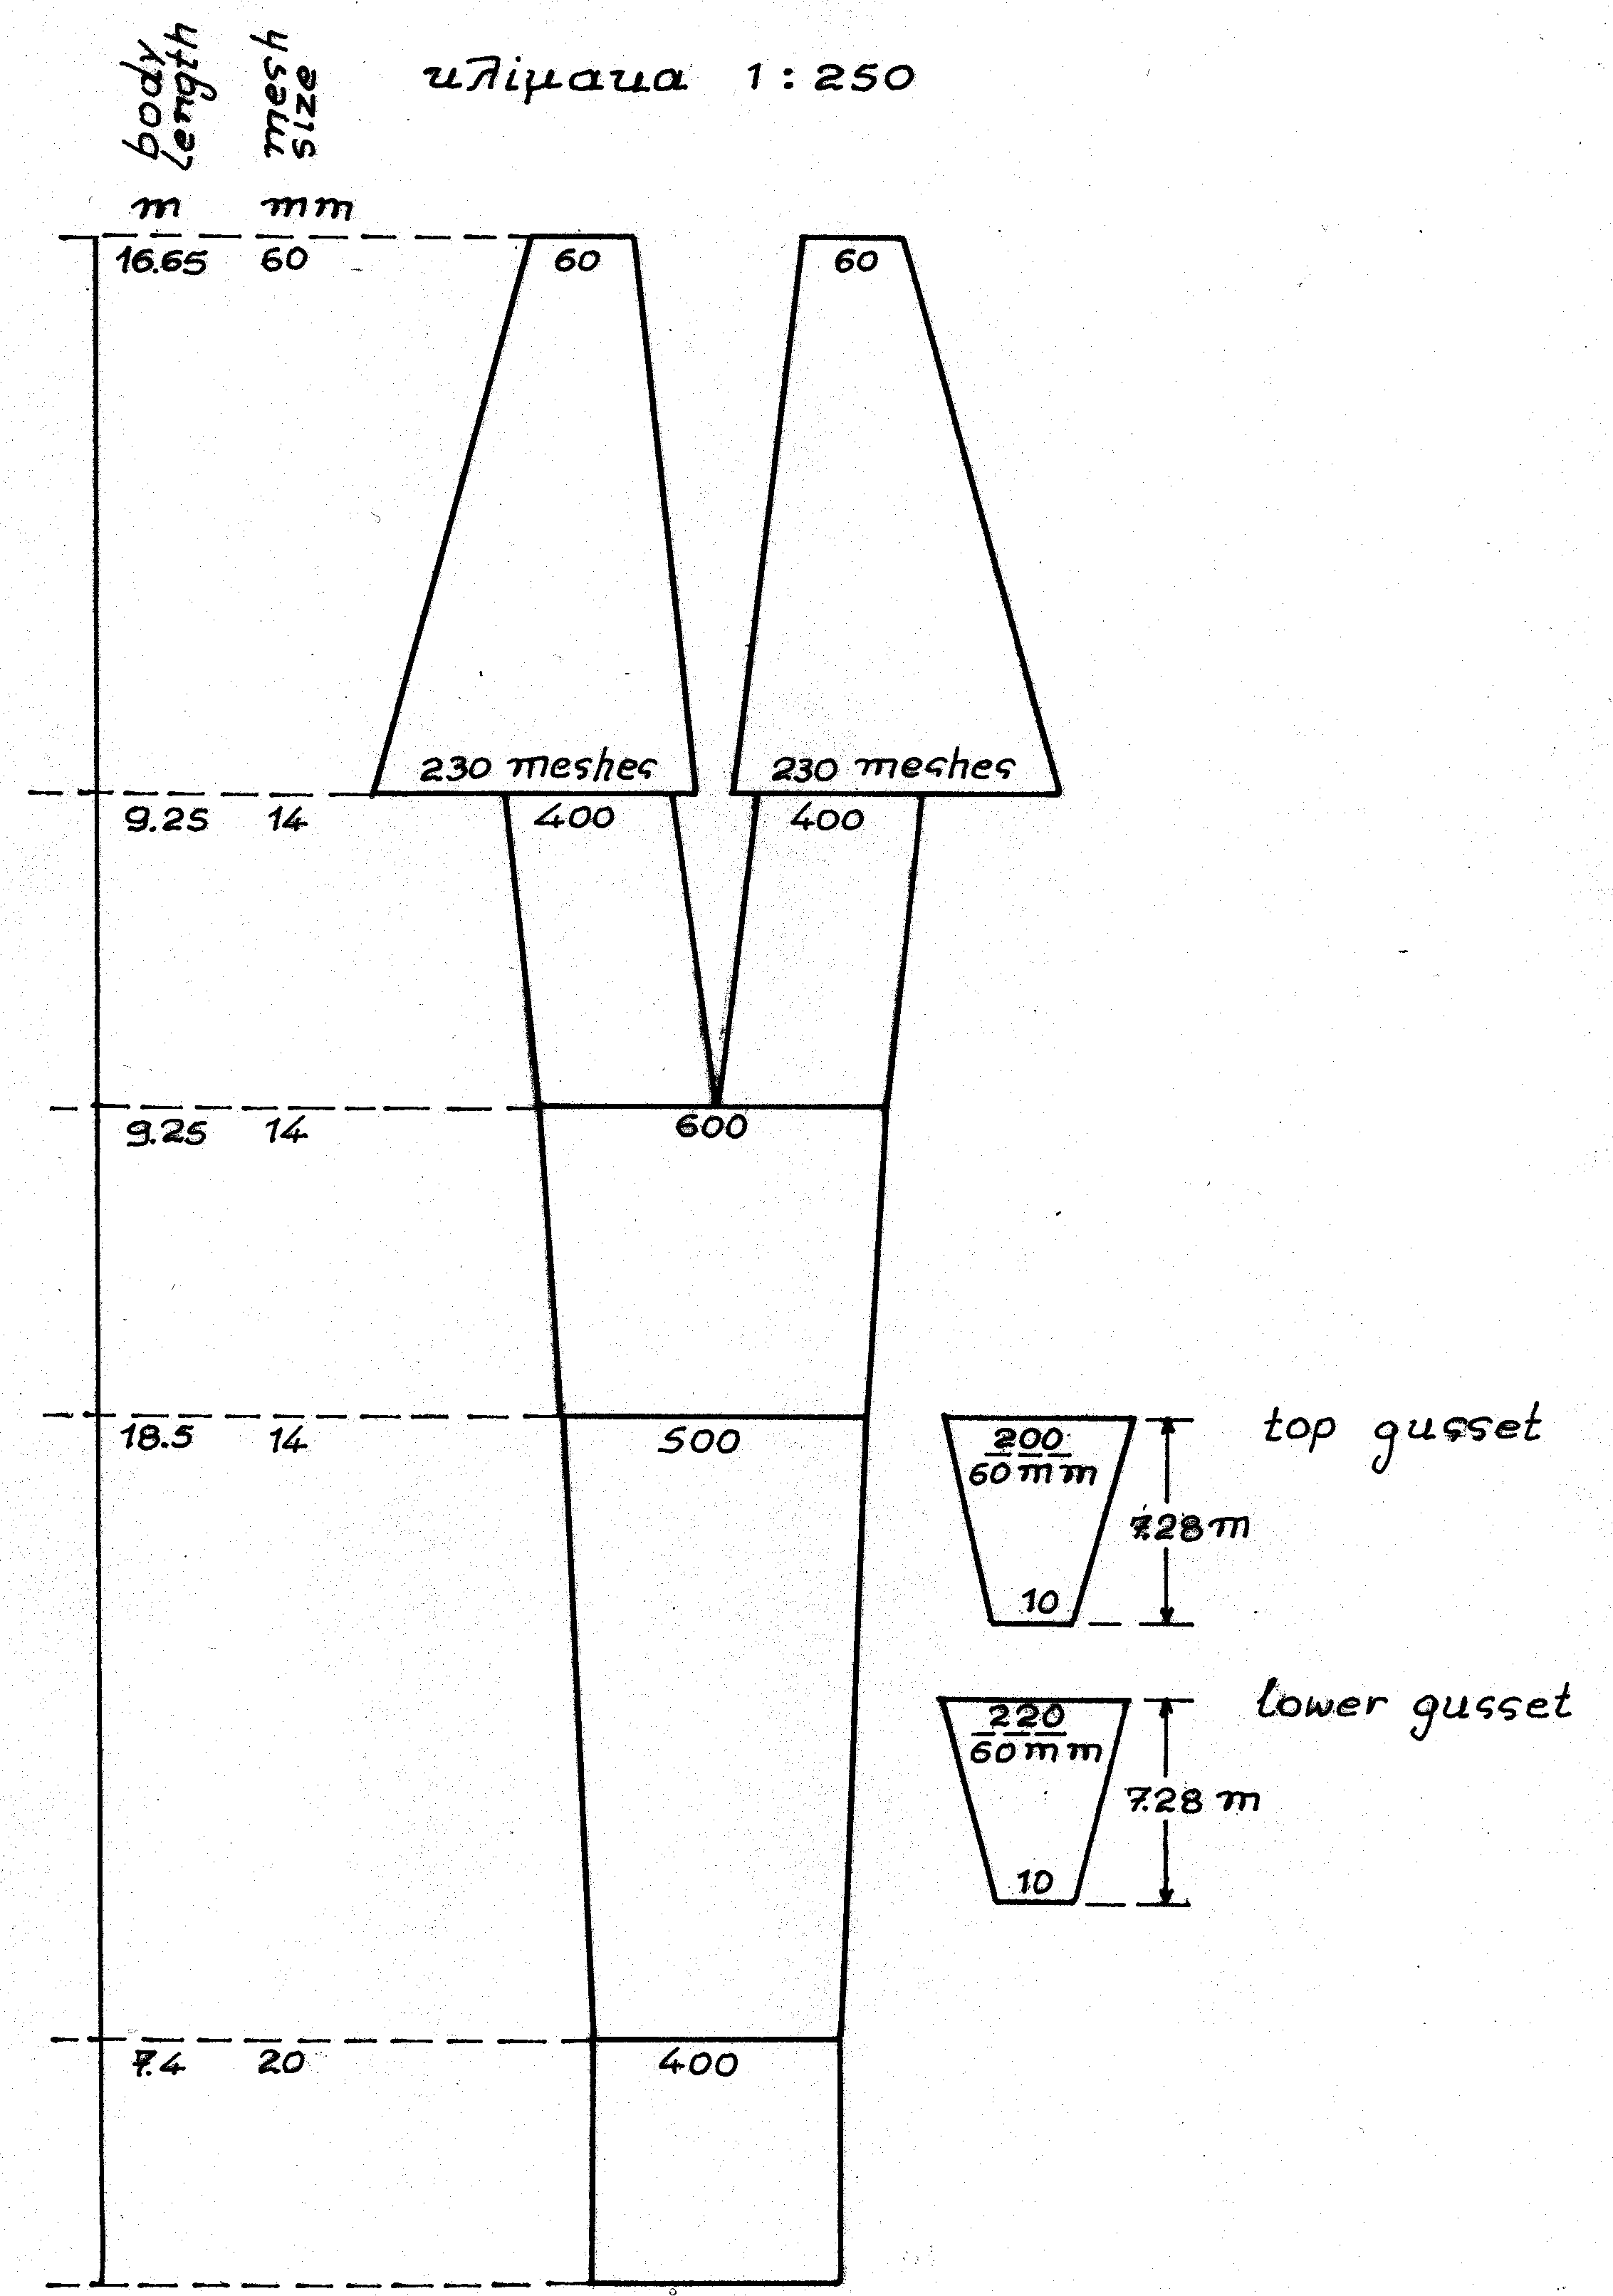 body
length
mesh
size
κλίμακα 1:250
m mm
16.65 60 60 60
230 meshes 230 meshes
9.25 14 400 400
9.25 14 600
18.5 14 500
200
60mm
top gusset
7.28m
10
220
60mm
lower gusset
7.28 m
10
7.4 20 400